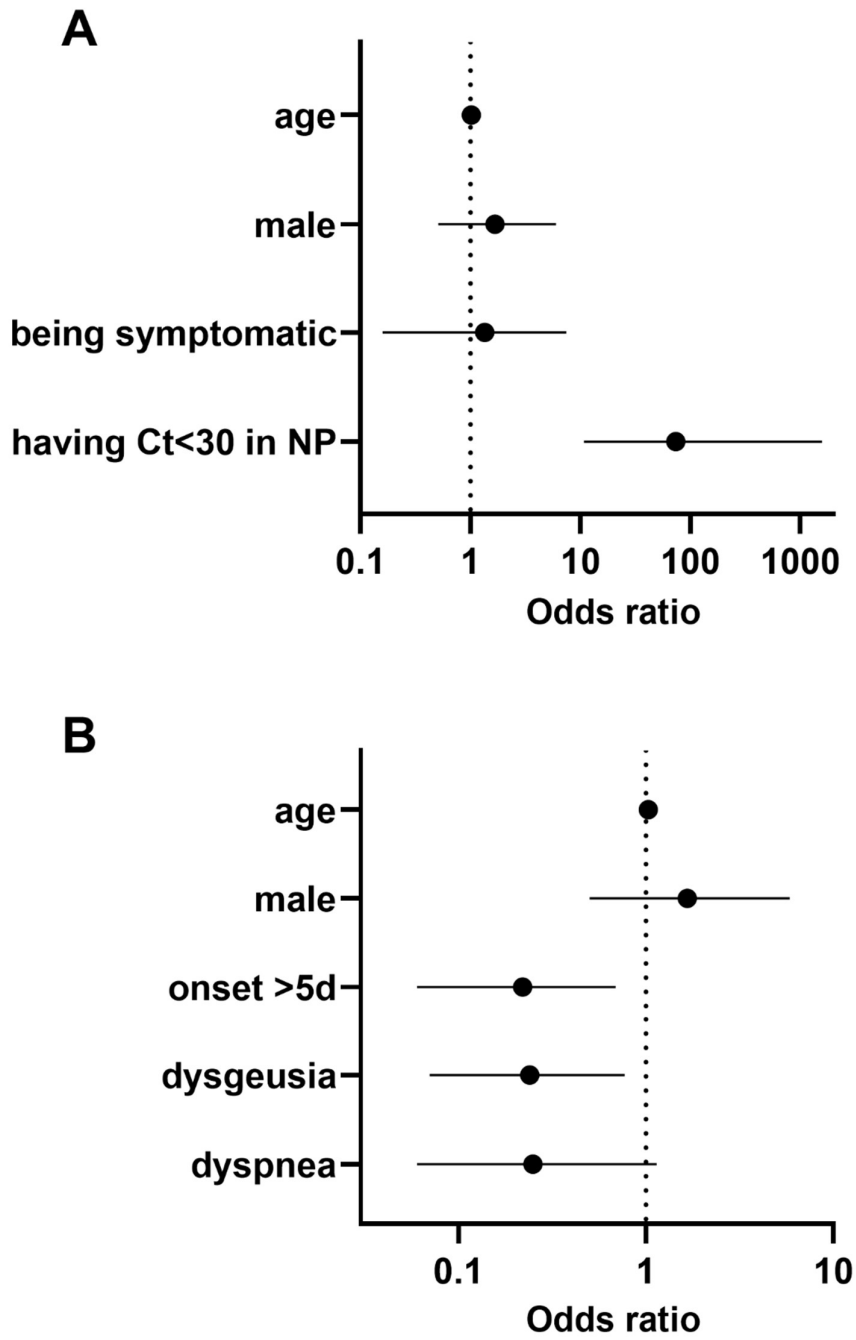 A
age
male
being symptomatic
having Ct<30 in NP
0.1 1 10 100 1000
Odds ratio
B
age
male
onset >5d
dysgeusia
dyspnea
0.1 1 10
Odds ratio